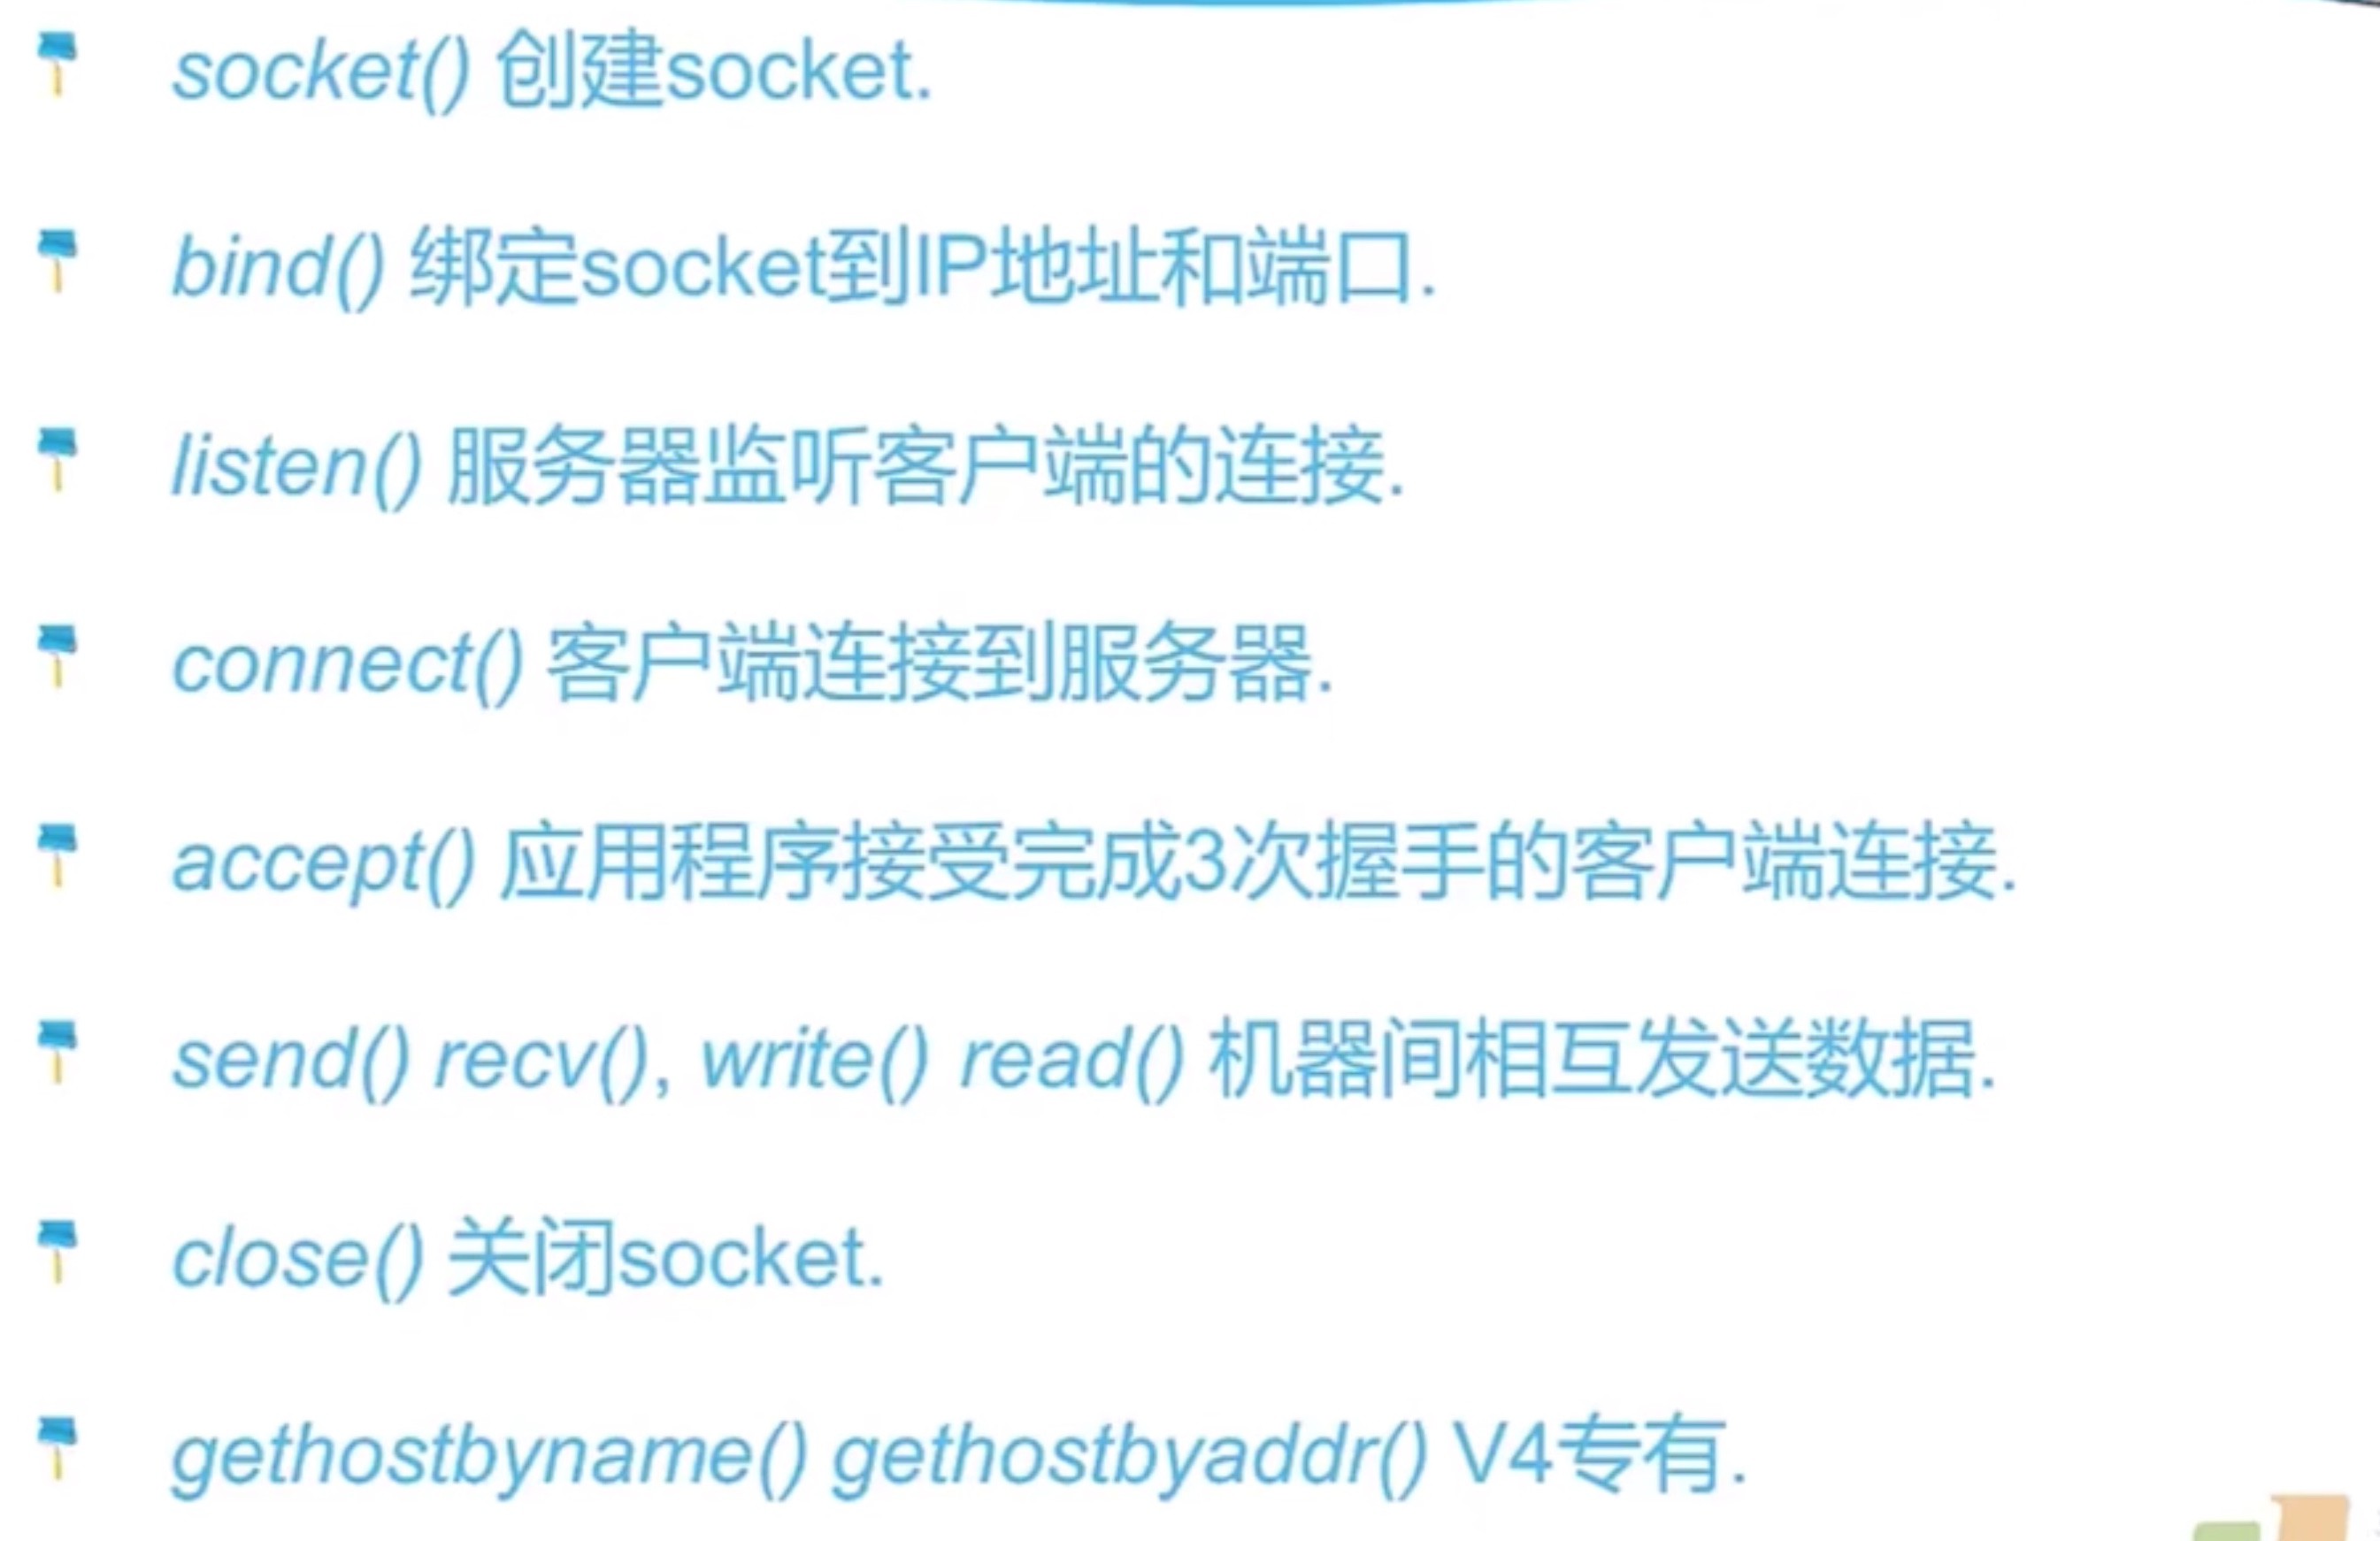 socket() 创建socket.
bind() 绑定socket到IP地址和端口.
listen() 服务器监听客户端的连接.
connect() 客户端连接到服务器.
accept() 应用程序接受完成3次握手的客户端连接.
send() recv(), write() read() 机器间相互发送数据.
close() 关闭socket.
gethostbyname() gethostbyaddr() V4专有.